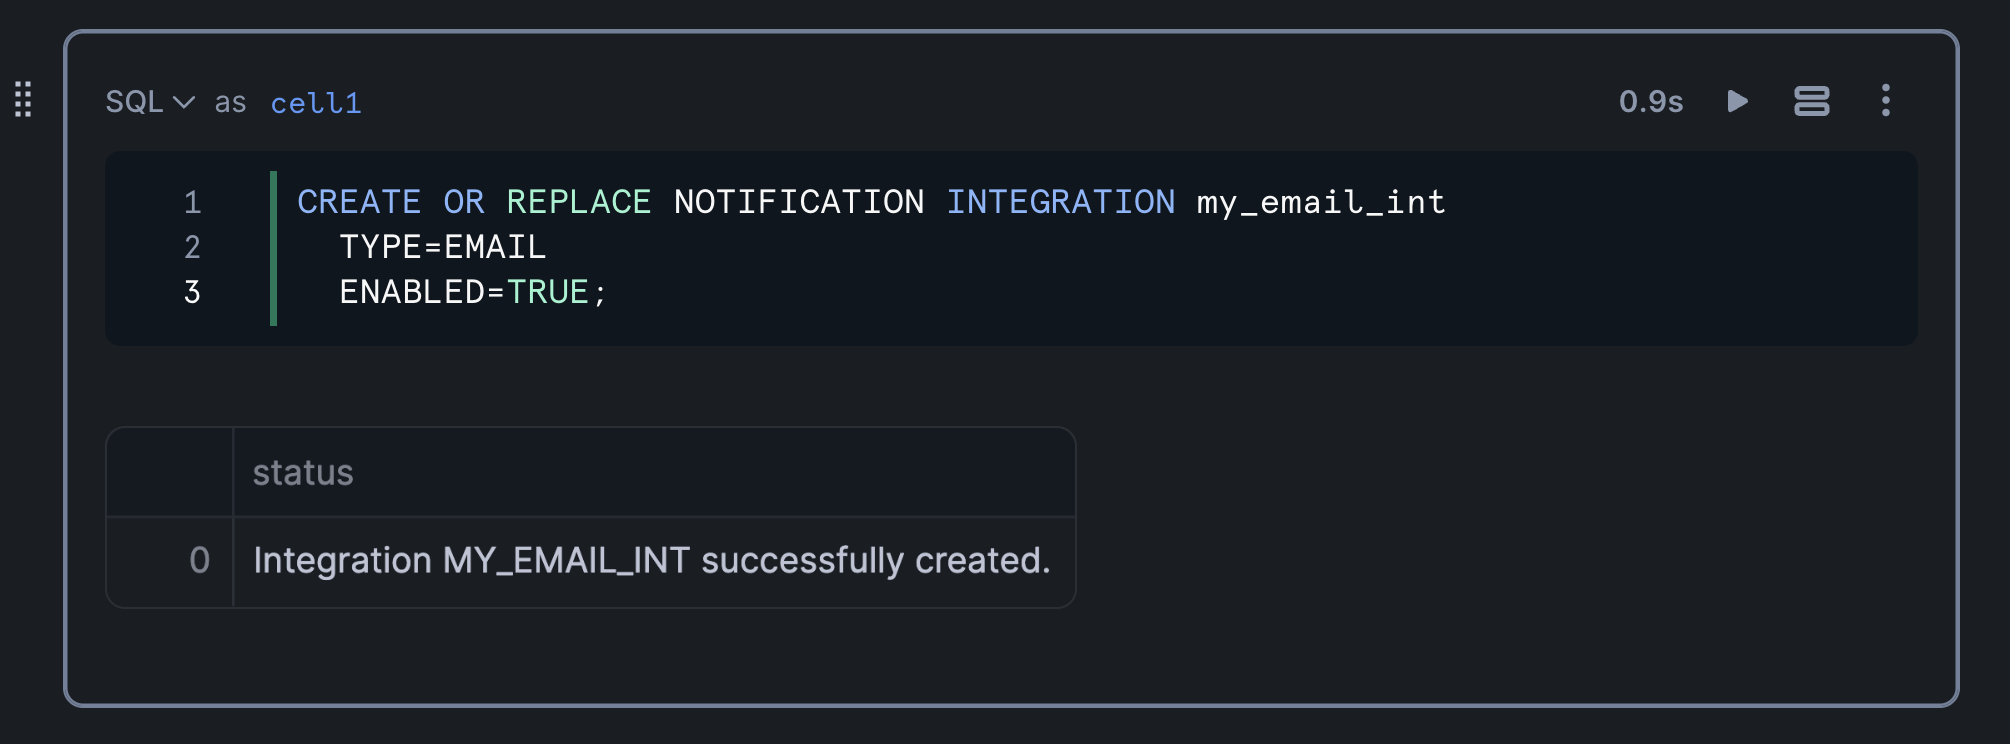 SQL as cell1 0.9s
1 CREATE OR REPLACE NOTIFICATION INTEGRATION my_email_int
2 TYPE=EMAIL
3 ENABLED=TRUE;
status
0 Integration MY_EMAIL_INT successfully created.